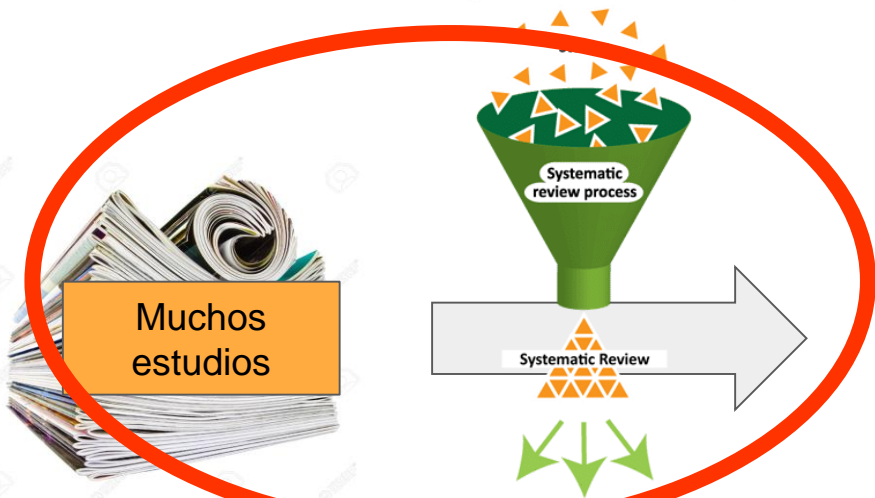 Systematic
review process
Muchos
estudios
Systematic Review